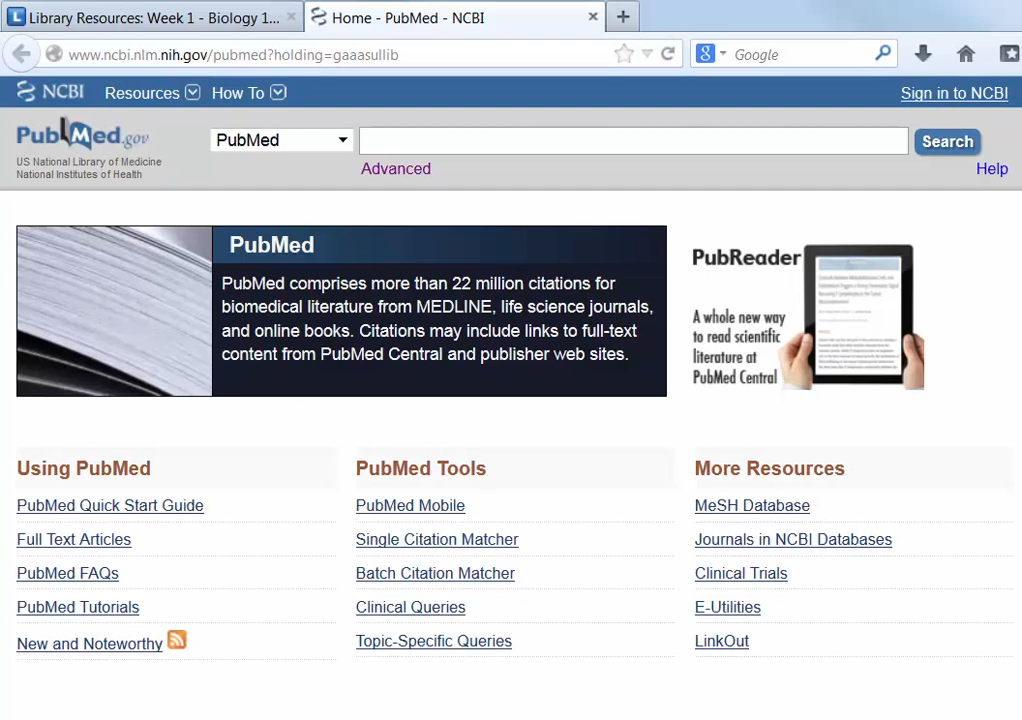 Library Resources: Week 1 - Biology 1...
Home - PubMed - NCBI
www.ncbi.nlm.nih.gov/pubmed?holding=gaaasullib
Google
NCBI Resources How To Sign in to NCBI
PubMed.gov
US National Library of Medicine
National Institutes of Health
PubMed
Search
Advanced
Help
PubMed
PubMed comprises more than 22 million citations for
biomedical literature from MEDLINE, life science journals,
and online books. Citations may include links to full-text
content from PubMed Central and publisher web sites.
PubReader
A whole new way
to read scientific
literature at
PubMed Central
Using PubMed
PubMed Quick Start Guide
Full Text Articles
PubMed FAQs
PubMed Tutorials
New and Noteworthy
PubMed Tools
PubMed Mobile
Single Citation Matcher
Batch Citation Matcher
Clinical Queries
Topic-Specific Queries
More Resources
MeSH Database
Journals in NCBI Databases
Clinical Trials
E-Utilities
LinkOut